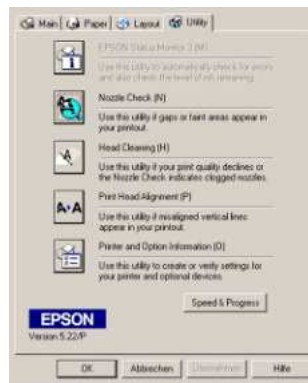 Main Paper Layout Utility
EPSON Status Monitor 3 (M)
Use this utility to automatically check for errors
and also check the level of ink remaining.
Nozzle Check (N)
Use this utility if gaps or faint areas appear in
your printout.
Head Cleaning (H)
Use this utility if your print quality declines or
the Nozzle Check indicates clogged nozzles.
Print Head Alignment (P)
Use this utility if misaligned vertical lines
appear in your printout.
Printer and Option Information (O)
Use this utility to create or verify settings for
your printer and optional devices.
Speed & Progress
EPSON
Version 5.22/P
OK Abbrechen Übernehmen Hilfe